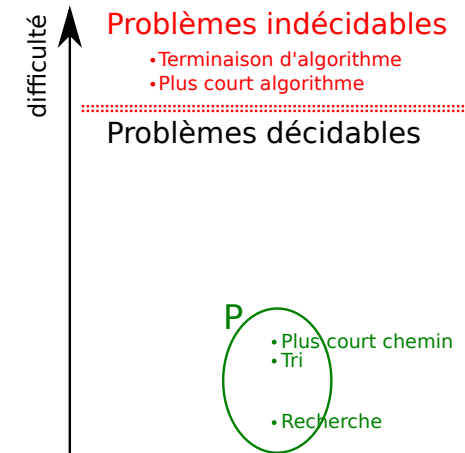 difficulté
Problèmes indécidables
•Terminaison d'algorithme
•Plus court algorithme
Problèmes décidables
P
•Plus court chemin
•Tri
•Recherche